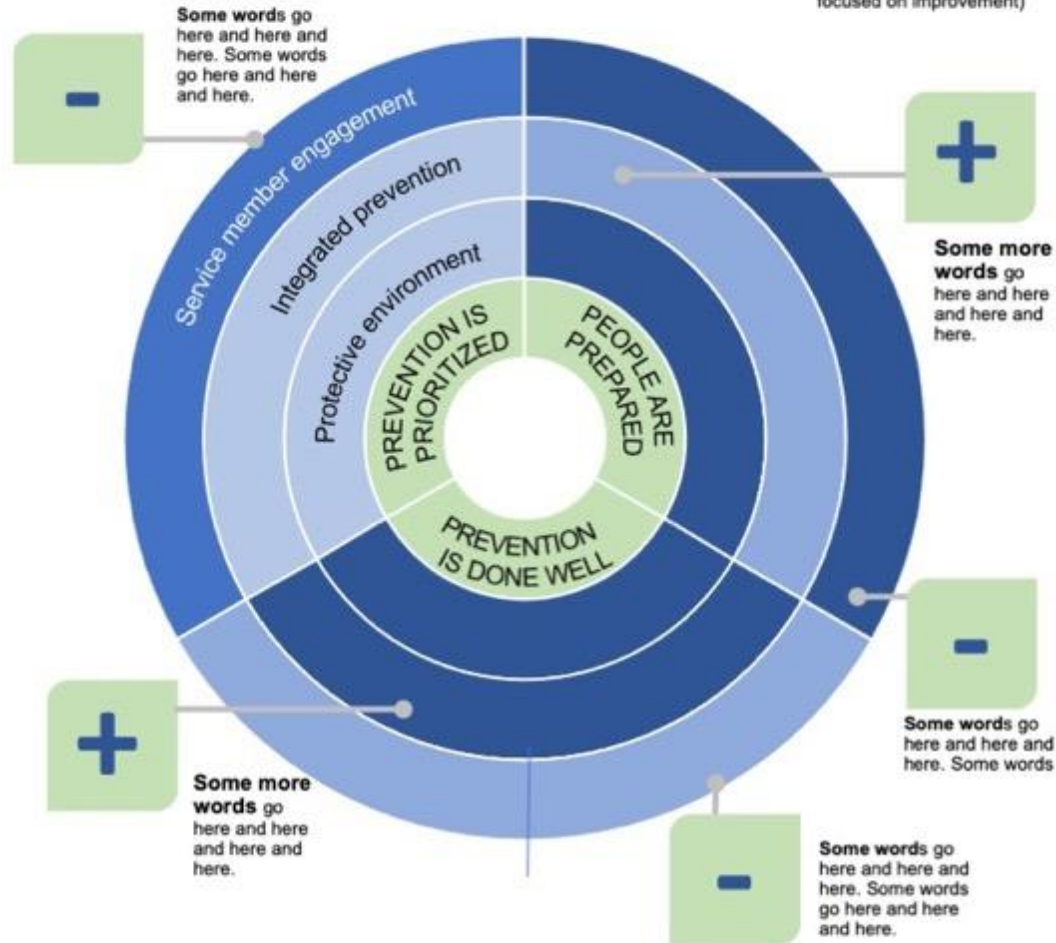 focused on improvement)
Some words go
here and here and
here. Some words
go here and here
and here.
-
+
Some more
words go
here and here
and here and
here.
Service member engagement
Integrated prevention
Protective environment
PREVENTION IS
PRIORITIZED
PEOPLE ARE
PREPARED
PREVENTION
IS DONE WELL
-
Some words go
here and here and
here. Some words
+
Some more
words go
here and here
and here and
here.
-
Some words go
here and here and
here. Some words
go here and here
and here.